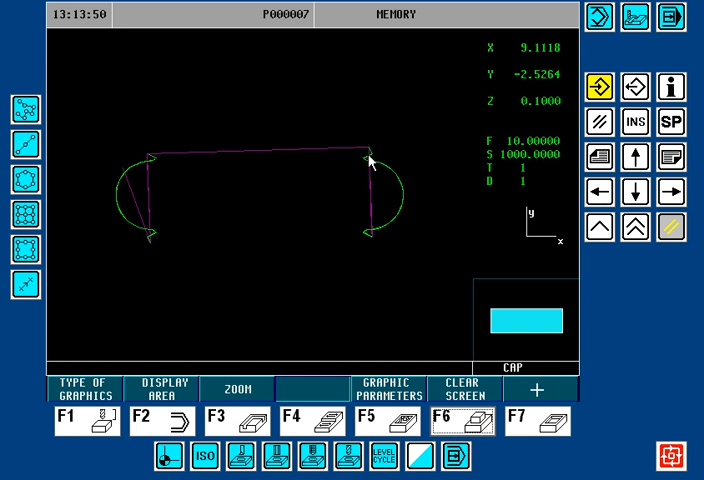 13:13:50 P000007 MEMORY
X 9.1118
Y -2.5264
Z 0.1000
F 10.00000
S 1000.0000
T 1
D 1
INS SP
y
x
CAP
TYPE OF GRAPHICS
DISPLAY AREA
ZOOM
GRAPHIC PARAMETERS
CLEAR SCREEN
+
F1 F2 F3 F4 F5 F6 F7
ISO
LEVEL CYCLE